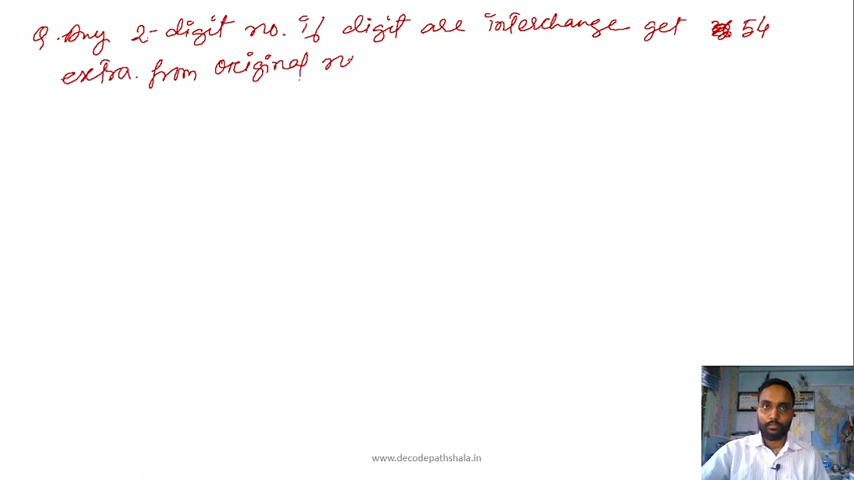 Q. Any 2-digit no. if digit are interchange get 54
extra. from original n
www.decodepathshala.in